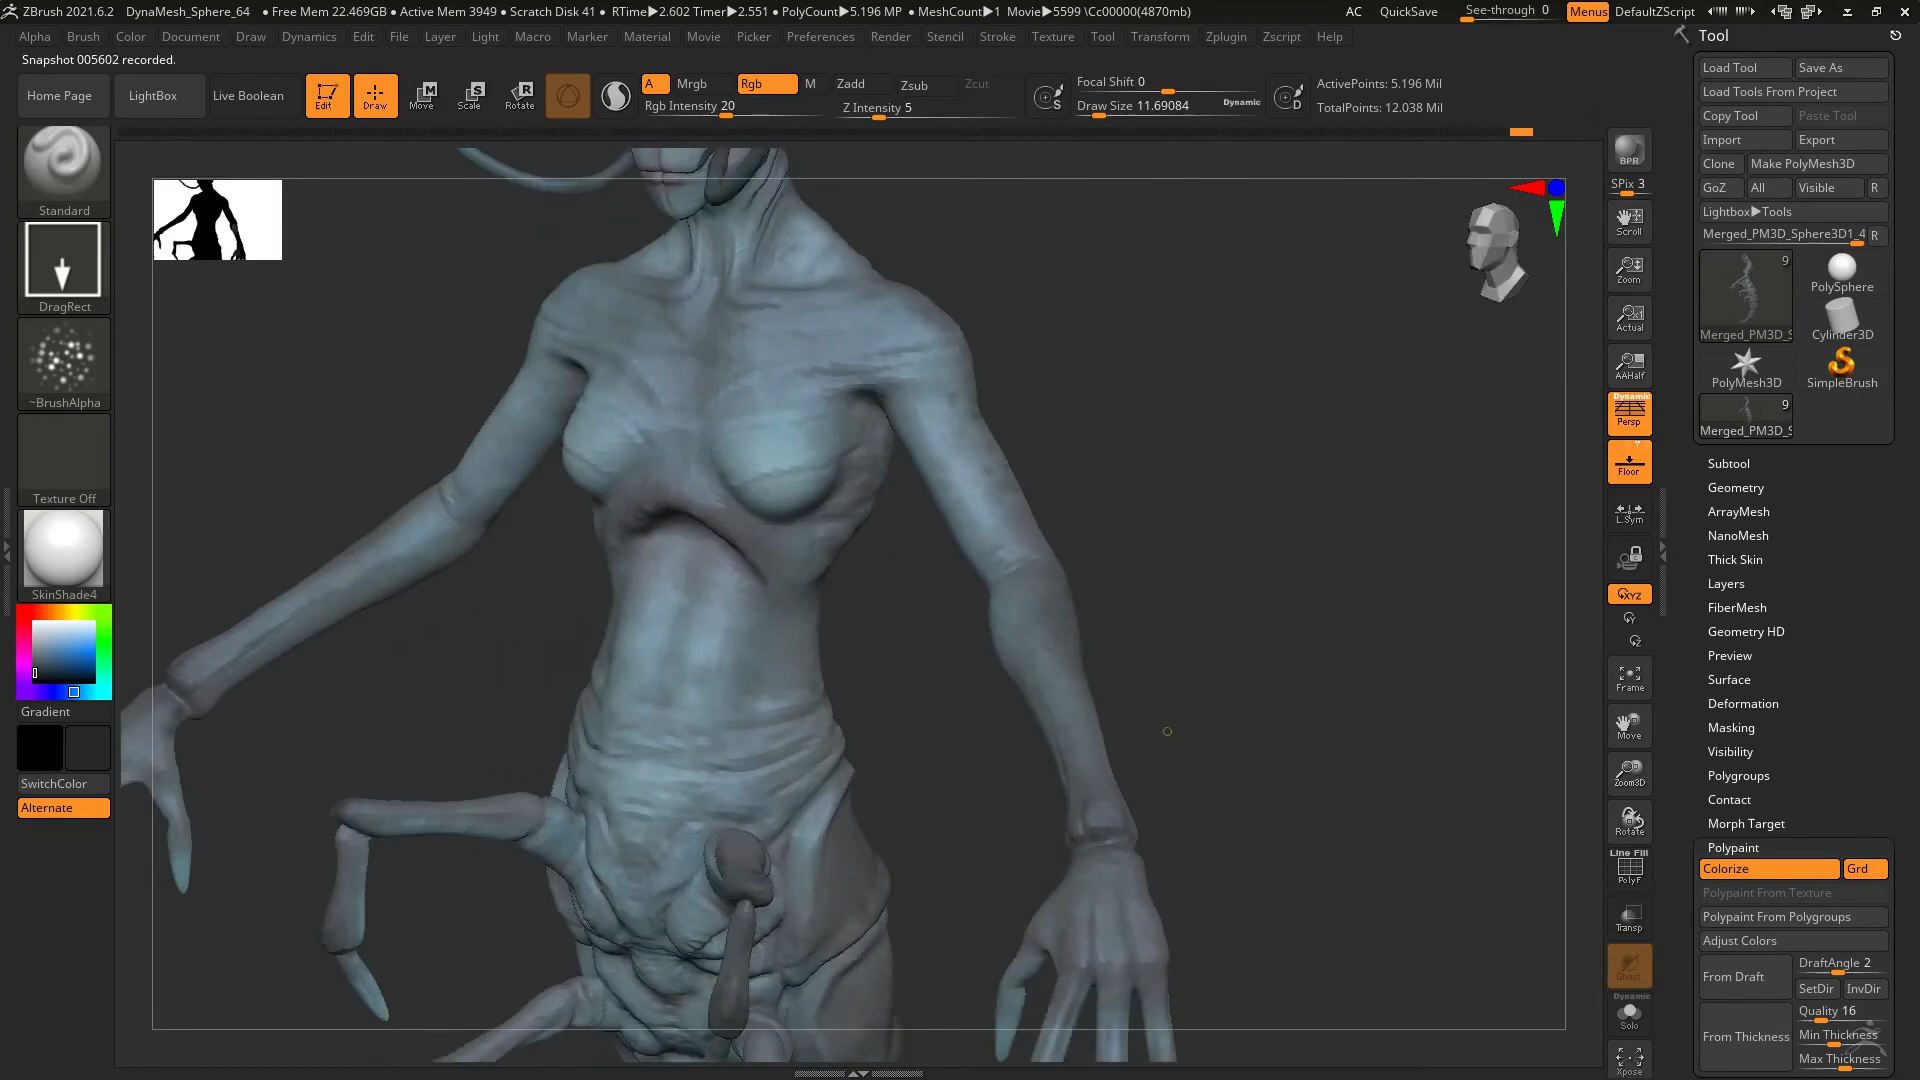 ZBrush 2021.6.2 DynaMesh_Sphere_64 • Free Mem 22.469GB • Active Mem 3949 • Scratch Disk 41 • RTime▶2.602 Timer▶2.551 • PolyCount▶5.196 MP • MeshCount▶1 Movie▶5599 \Cc00000(4870mb) AC QuickSave See-through 0 Menus DefaultZScript
Alpha Brush Color Document Draw Dynamics Edit File Layer Light Macro Marker Material Movie Picker Preferences Render Stencil Stroke Texture Tool Transform Zplugin Zscript Help
Snapshot 005602 recorded.
Home Page LightBox Live Boolean Edit Draw Move Scale Rotate
A Mrgb Rgb M Zadd Zsub Zcut
Rgb Intensity 20 Z Intensity 5
Focal Shift 0
Draw Size 11.69084 Dynamic
ActivePoints: 5.196 Mil
TotalPoints: 12.038 Mil
Standard
DragRect
~BrushAlpha
Texture Off
SkinShade4
Gradient
SwitchColor
Alternate
BPR
SPix 3
Scroll
Zoom
Actual
AAHalf
Dynamic
Persp
Floor
L.Sym
XYZ
Frame
Move
Zoom3D
Rotate
Line Fill
PolyF
Transp
Ghost
Dynamic
Solo
Xpose
Tool
Load Tool Save As
Load Tools From Project
Copy Tool Paste Tool
Import Export
Clone Make PolyMesh3D
GoZ All Visible R
Lightbox▶Tools
Merged_PM3D_Sphere3D1_4 R
9
PolySphere
Merged_PM3D_S Cylinder3D
PolyMesh3D SimpleBrush
9
Merged_PM3D_S
Subtool
Geometry
ArrayMesh
NanoMesh
Thick Skin
Layers
FiberMesh
Geometry HD
Preview
Surface
Deformation
Masking
Visibility
Polygroups
Contact
Morph Target
Polypaint
Colorize Grd
Polypaint From Texture
Polypaint From Polygroups
Adjust Colors
From Draft DraftAngle 2
SetDir InvDir
Quality 16
From Thickness Min Thickness
Max Thickness